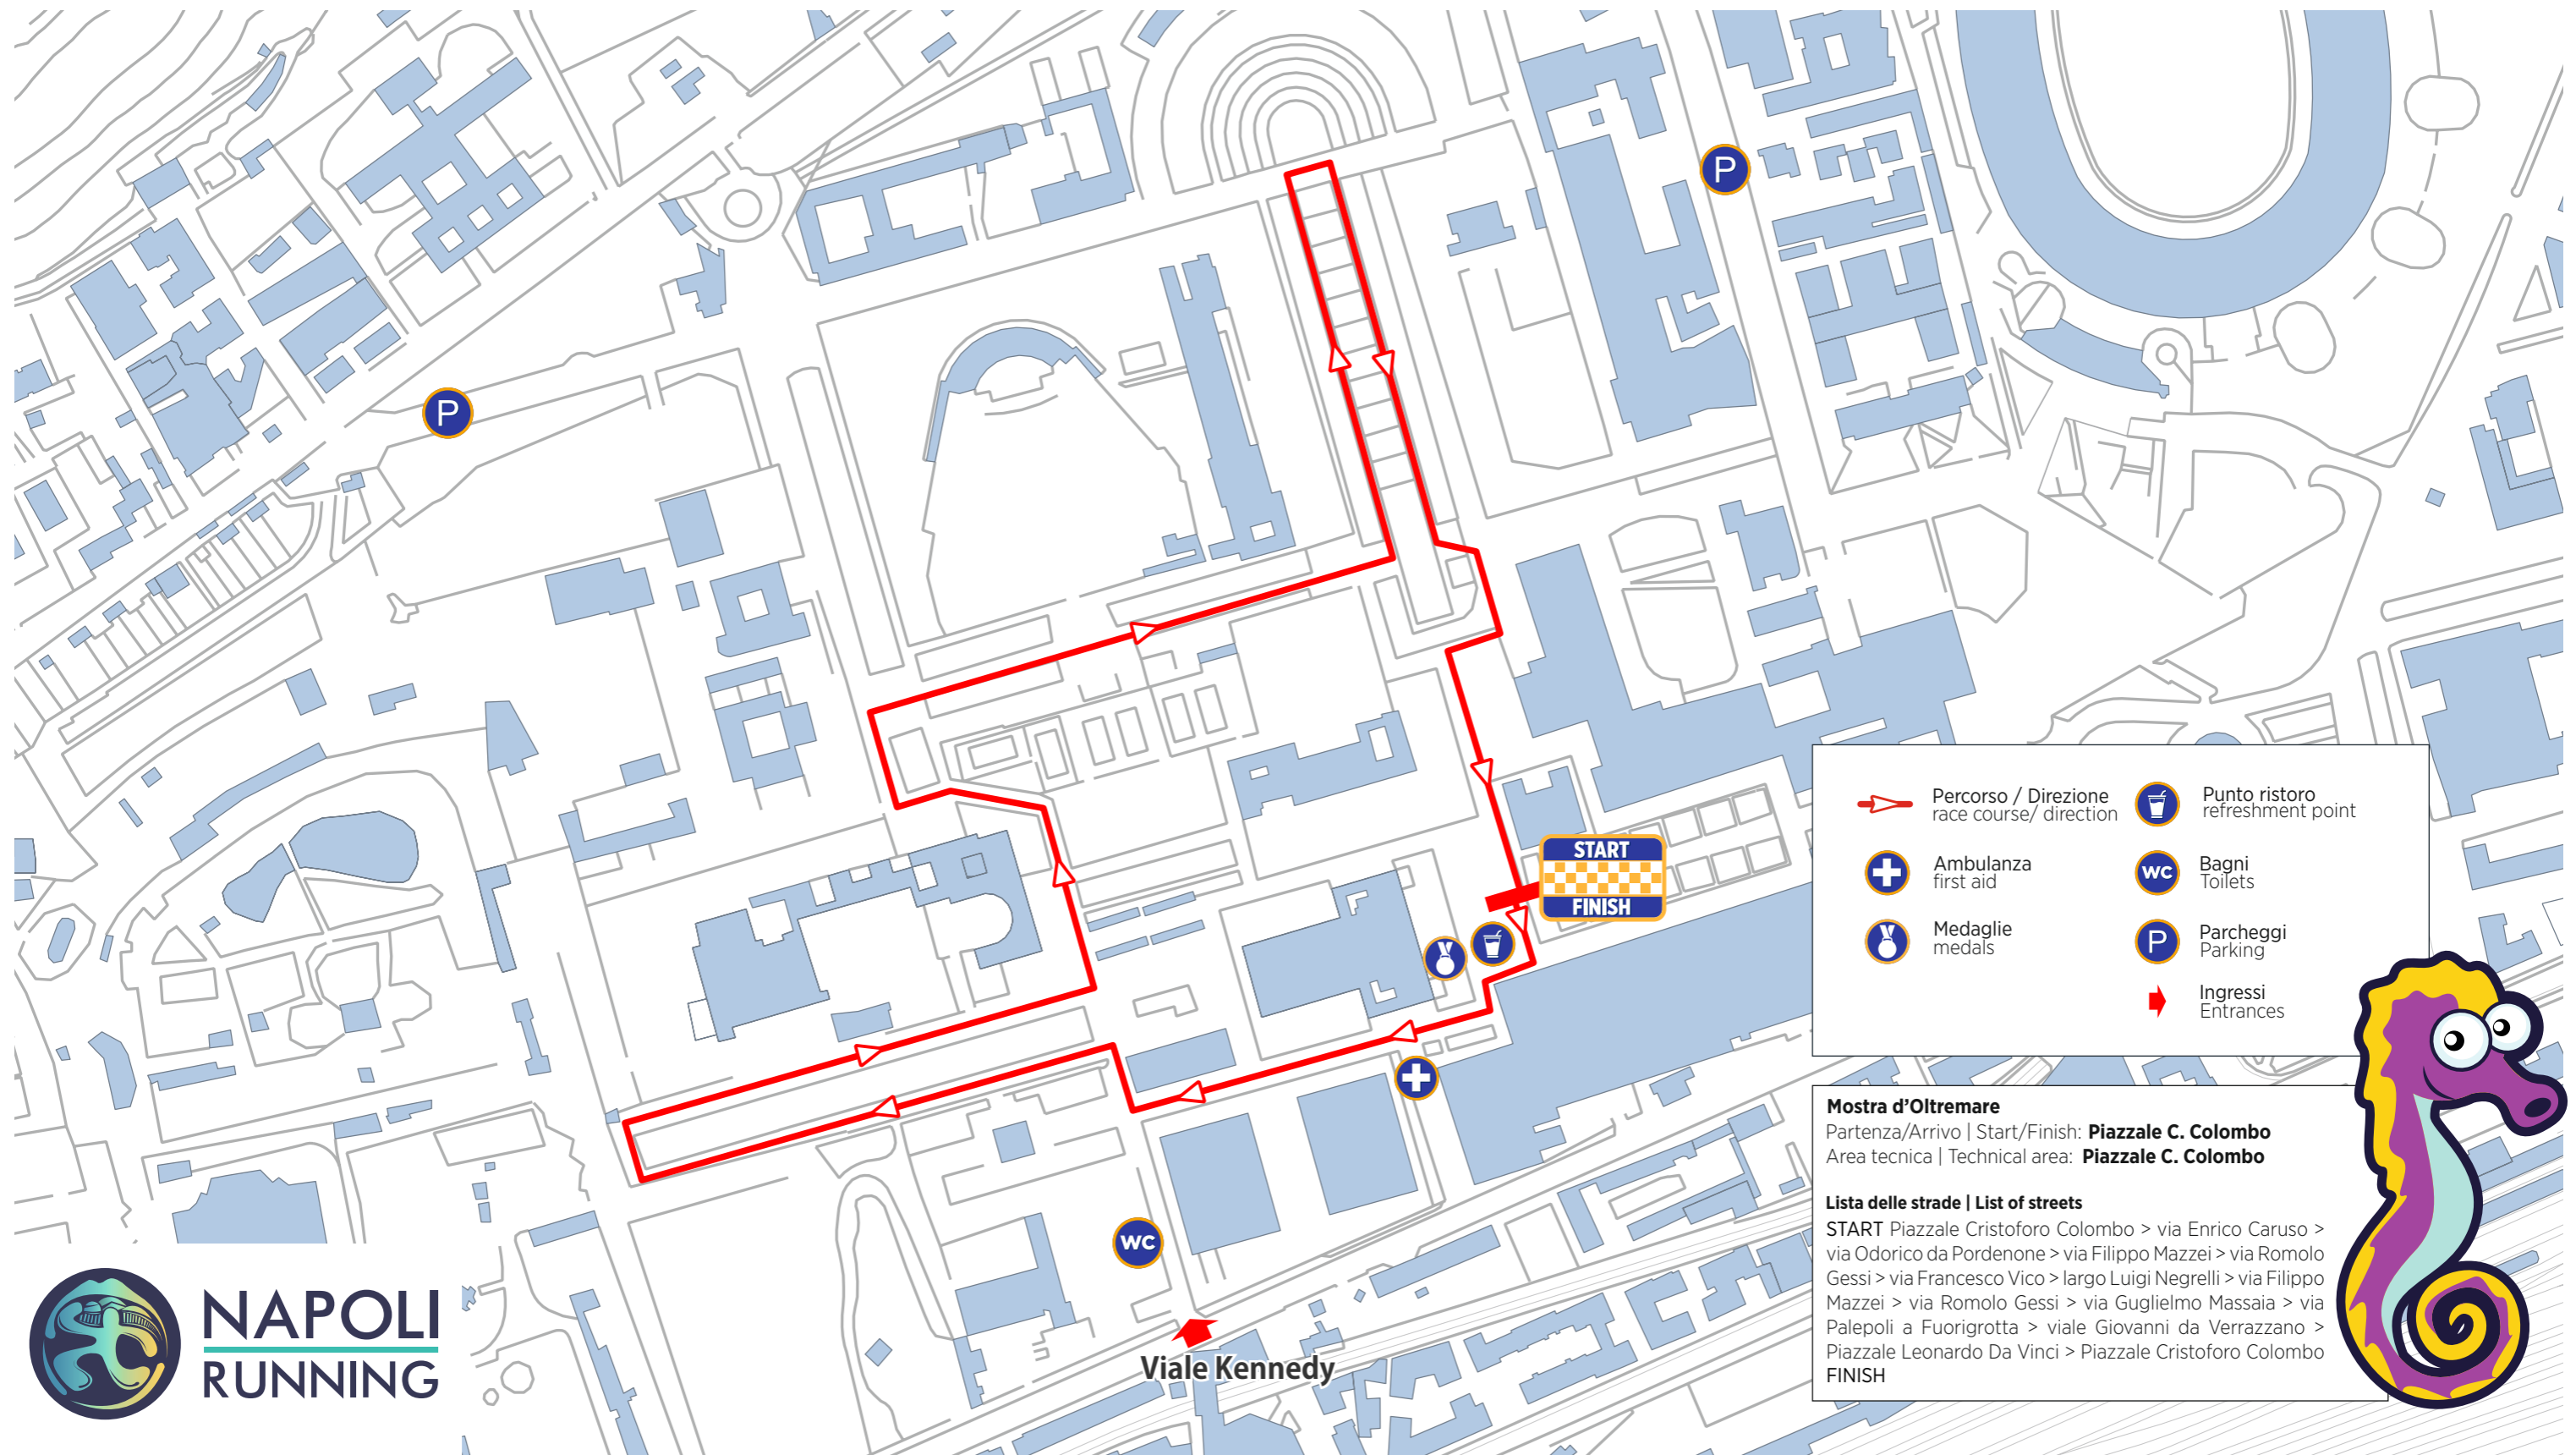 P
P
START
FINISH
WC
Viale Kennedy
NAPOLI
RUNNING
Percorso / Direzione
race course/ direction
Punto ristoro
refreshment point
Ambulanza
first aid
WC
Bagni
Toilets
Medaglie
medals
P
Parcheggi
Parking
Ingressi
Entrances
Mostra d'Oltremare
Partenza/Arrivo | Start/Finish: Piazzale C. Colombo
Area tecnica | Technical area: Piazzale C. Colombo
Lista delle strade | List of streets
START Piazzale Cristoforo Colombo > via Enrico Caruso >
via Odorico da Pordenone > via Filippo Mazzei > via Romolo
Gessi > via Francesco Vico > largo Luigi Negrelli > via Filippo
Mazzei > via Romolo Gessi > via Guglielmo Massaia > via
Palepoli a Fuorigrotta > viale Giovanni da Verrazzano >
Piazzale Leonardo Da Vinci > Piazzale Cristoforo Colombo
FINISH